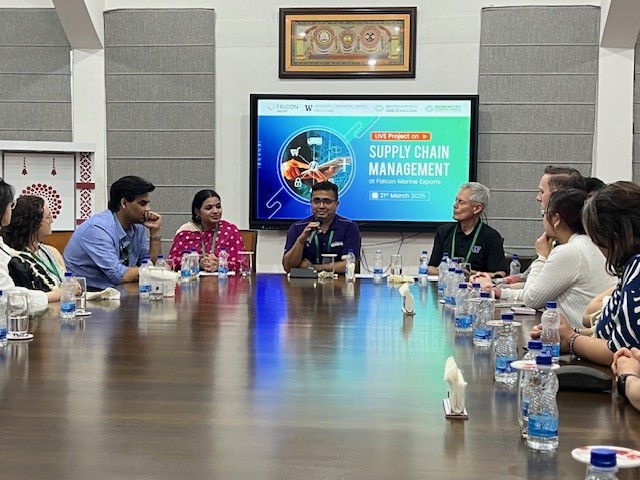 FALCON
W
LIVE Project on
SUPPLY CHAIN
MANAGEMENT
at Falcon Marine Exports
21st March 2025